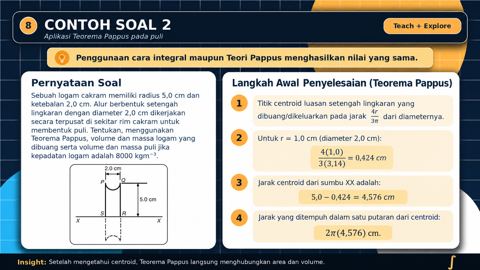 8
CONTOH SOAL 2
Aplikasi Teorema Pappus pada puli
Teach + Explore
Penggunaan cara integral maupun Teori Pappus menghasilkan nilai yang sama.
Pernyataan Soal
Sebuah logam cakram memiliki radius 5,0 cm dan
ketebalan 2,0 cm. Alur berbentuk setengah
lingkaran dengan diameter 2,0 cm dikerjakan
secara terpusat di sekitar rim cakram untuk
membentuk puli. Tentukan, menggunakan
Teorema Pappus, volume dan massa logam yang
dibuang serta volume dan massa puli jika
kepadatan logam adalah 8000 kgm⁻³.
2,0 cm
P Q
5.0 cm
S R
X X
Langkah Awal Penyelesaian (Teorema Pappus)
1
Titik centroid luasan setengah lingkaran yang
dibuang/dikeluarkan pada jarak 4r/3π dari diameternya.
2
Untuk r = 1,0 cm (diameter 2,0 cm):
4(1,0)/3(3,14) = 0,424 cm
3
Jarak centroid dari sumbu XX adalah:
5,0 - 0,424 = 4,576 cm
4
Jarak yang ditempuh dalam satu putaran dari centroid:
2π(4,576) cm.
Insight: Setelah mengetahui centroid, Teorema Pappus langsung menghubungkan area dan volume.
∫